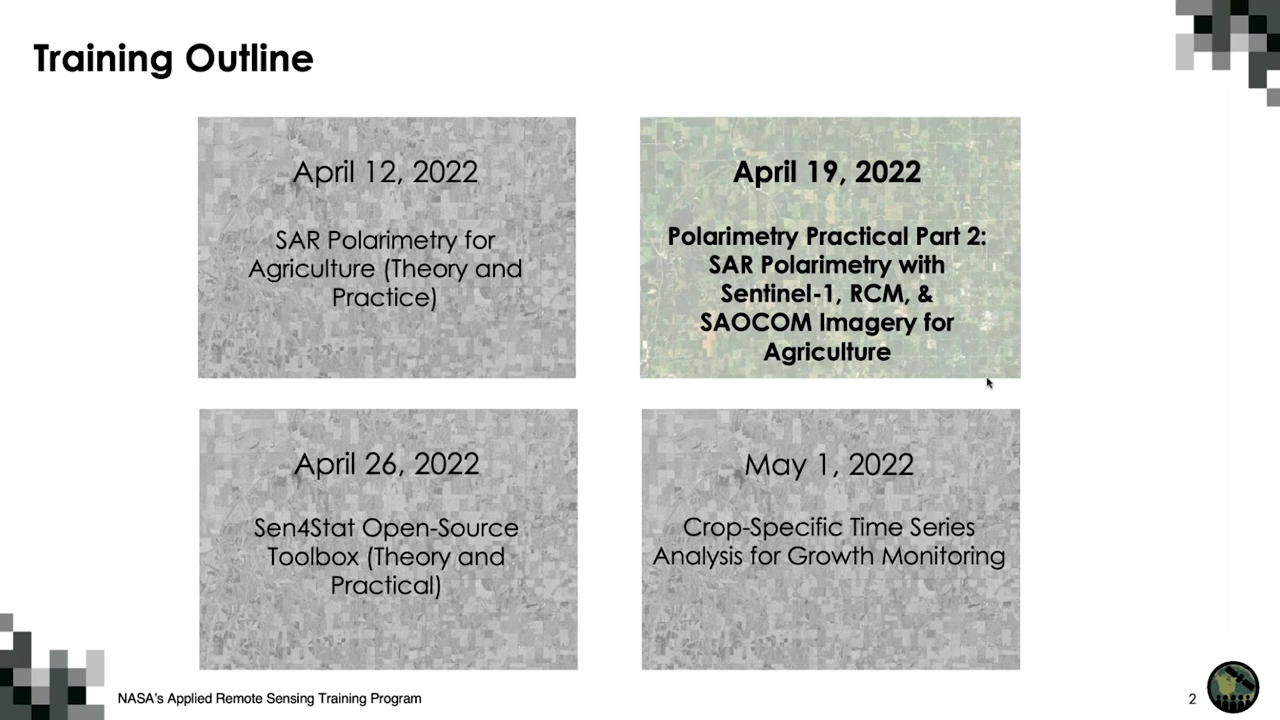 Training Outline
April 12, 2022
SAR Polarimetry for
Agriculture (Theory and
Practice)
April 19, 2022
Polarimetry Practical Part 2:
SAR Polarimetry with
Sentinel-1, RCM, &
SAOCOM Imagery for
Agriculture
April 26, 2022
Sen4Stat Open-Source
Toolbox (Theory and
Practical)
May 1, 2022
Crop-Specific Time Series
Analysis for Growth Monitoring
NASA's Applied Remote Sensing Training Program
2